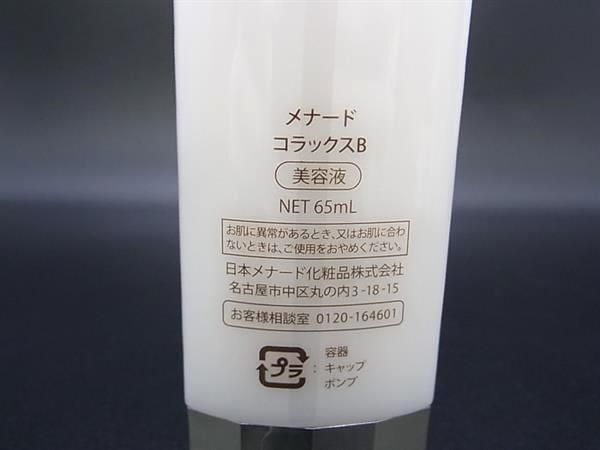 メナード
コラックスB
美容液
NET 65mL
お肌に異常があるとき、又はお肌に合わ
ないときは、ご使用をおやめください。
日本メナード化粧品株式会社
名古屋市中区丸の内3-18-15
お客様相談室 0120-164601
プラ
:
容器
キャップ
ポンプ